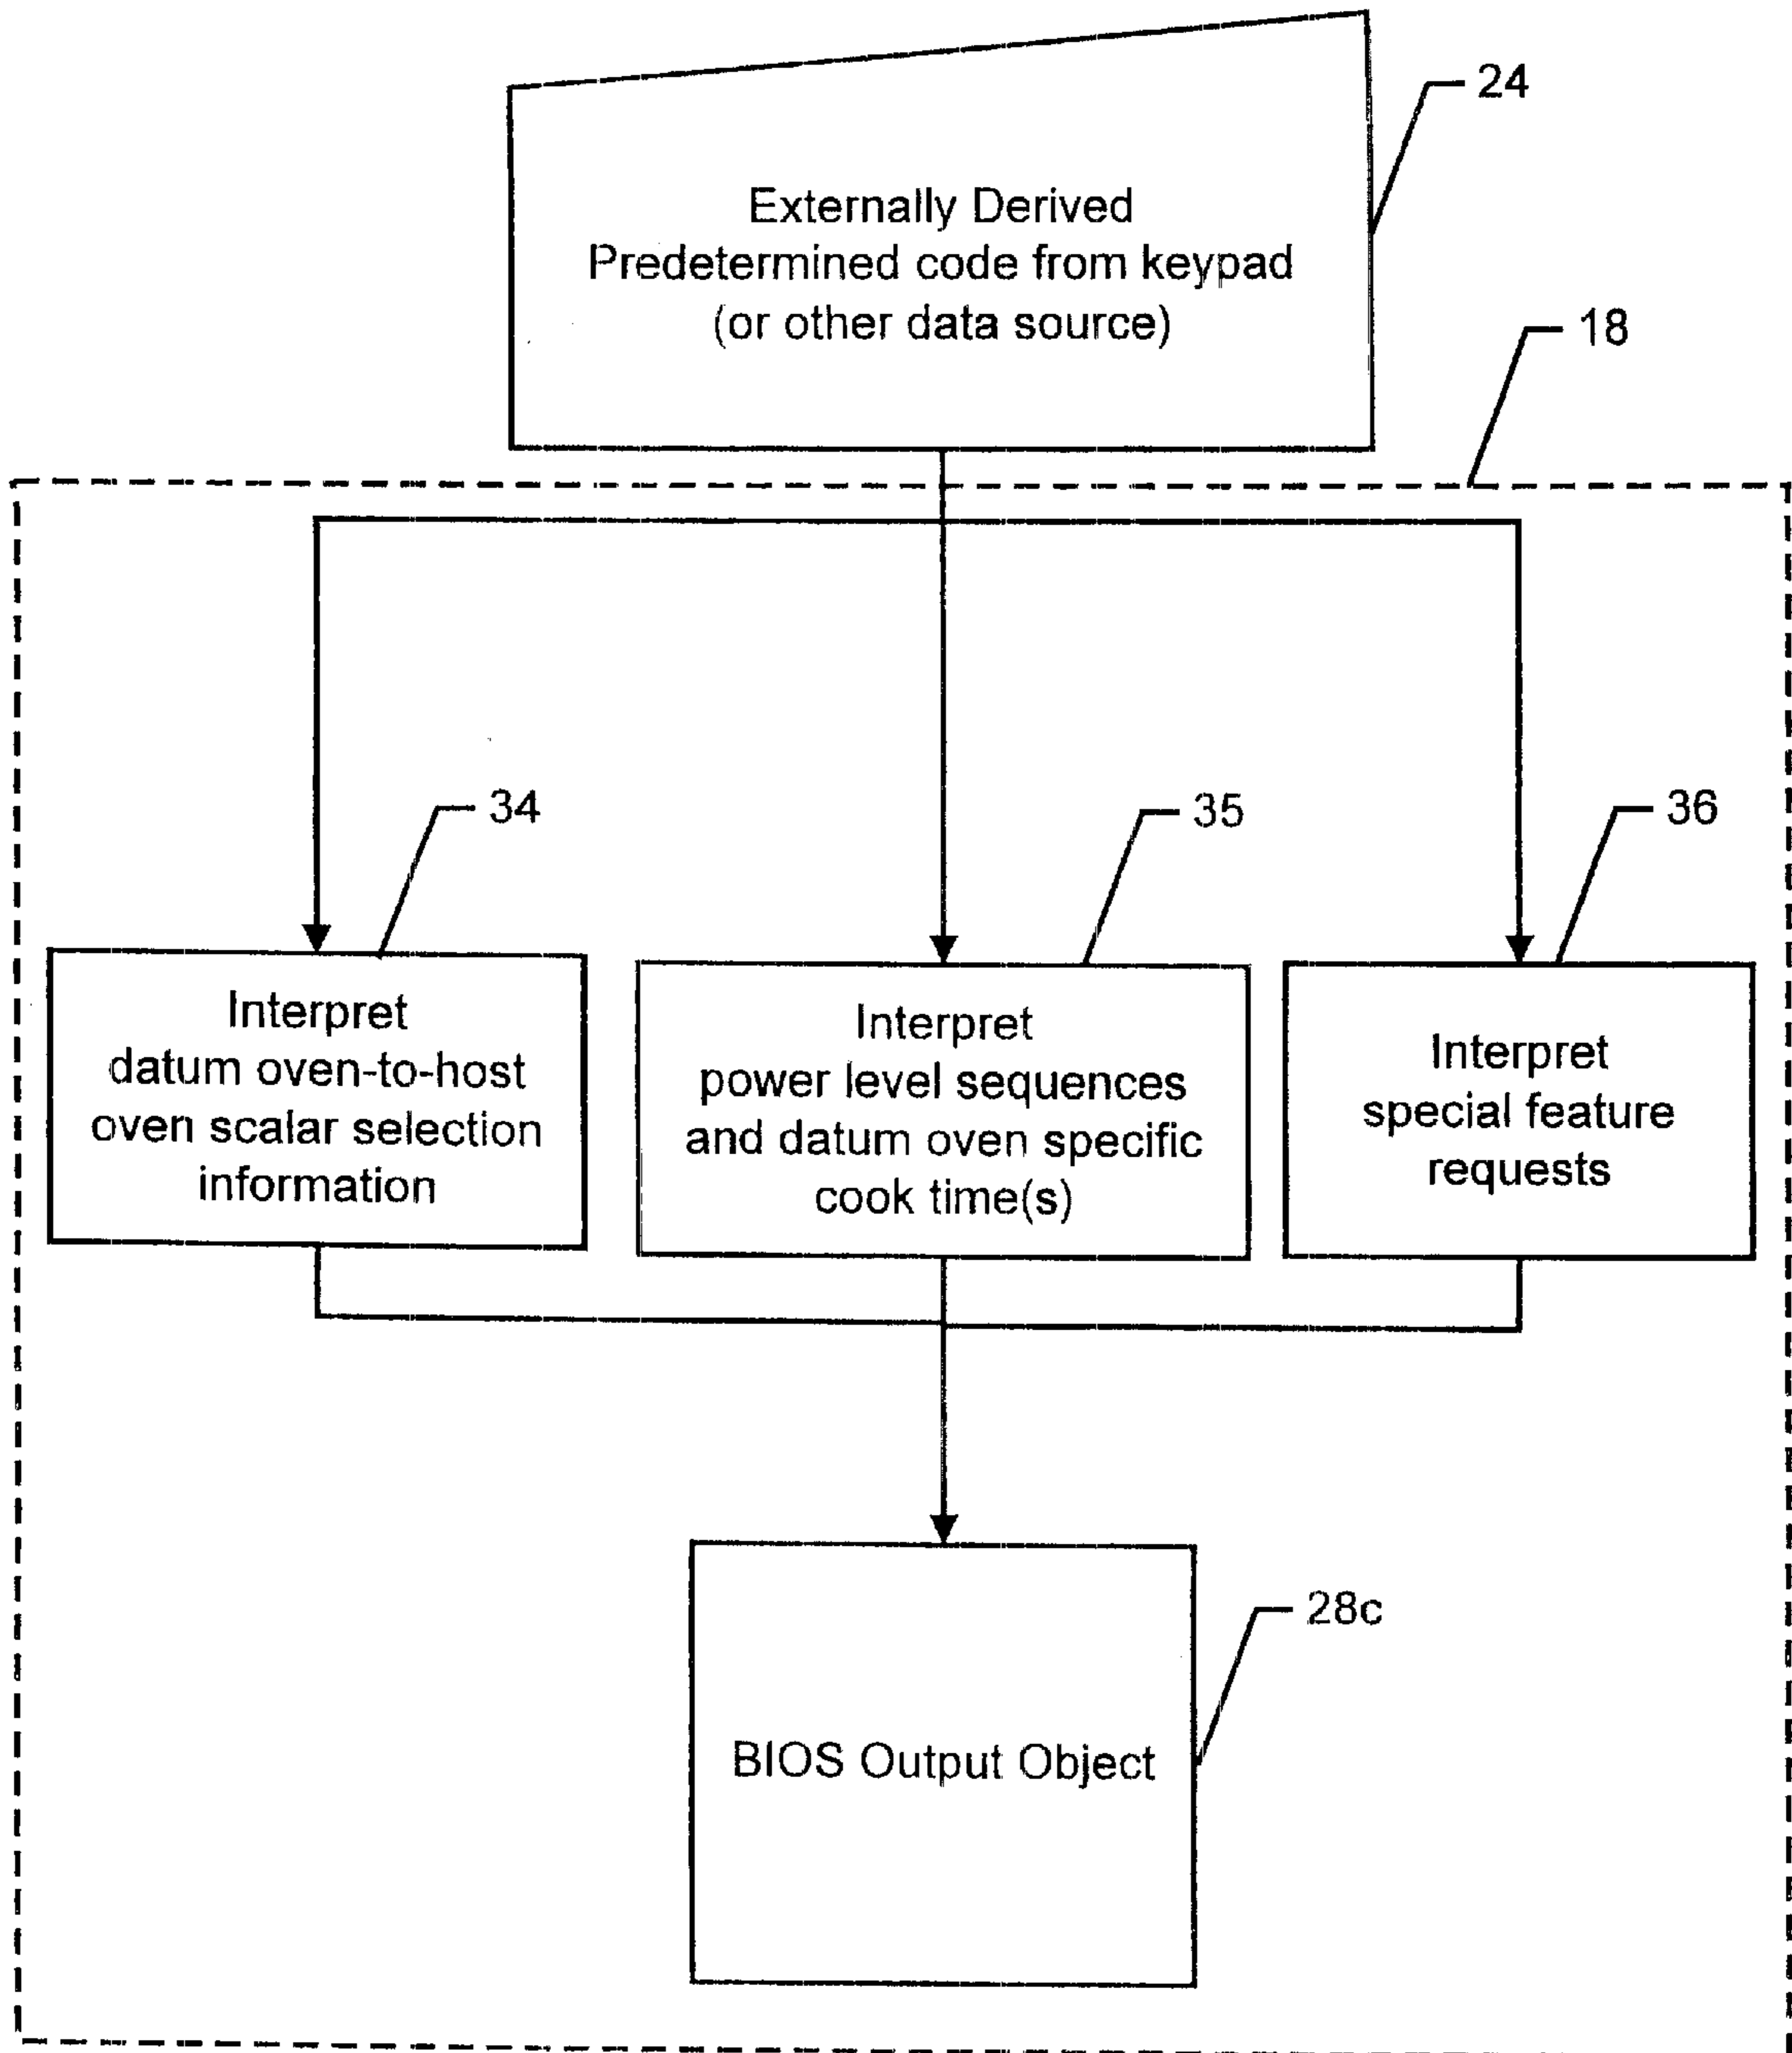 24
Externally Derived
Predetermined code from keypad
(or other data source)
18
34
35
36
Interpret
datum oven-to-host
oven scalar selection
information
Interpret
power level sequences
and datum oven specific
cook time(s)
Interpret
special feature
requests
28c
BIOS Output Object